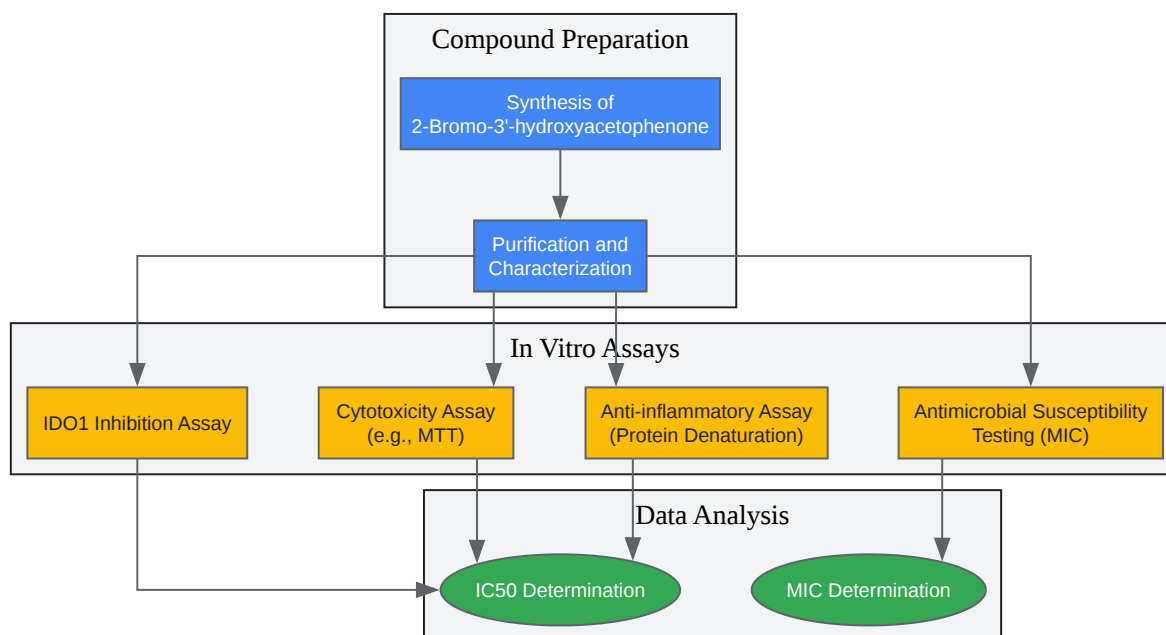 Compound Preparation
Synthesis of
2-Bromo-3'-hydroxyacetophenone
Purification and
Characterization
In Vitro Assays
IDO1 Inhibition Assay
Cytotoxicity Assay
(e.g., MTT)
Anti-inflammatory Assay
(Protein Denaturation)
Antimicrobial Susceptibility
Testing (MIC)
Data Analysis
IC50 Determination
MIC Determination